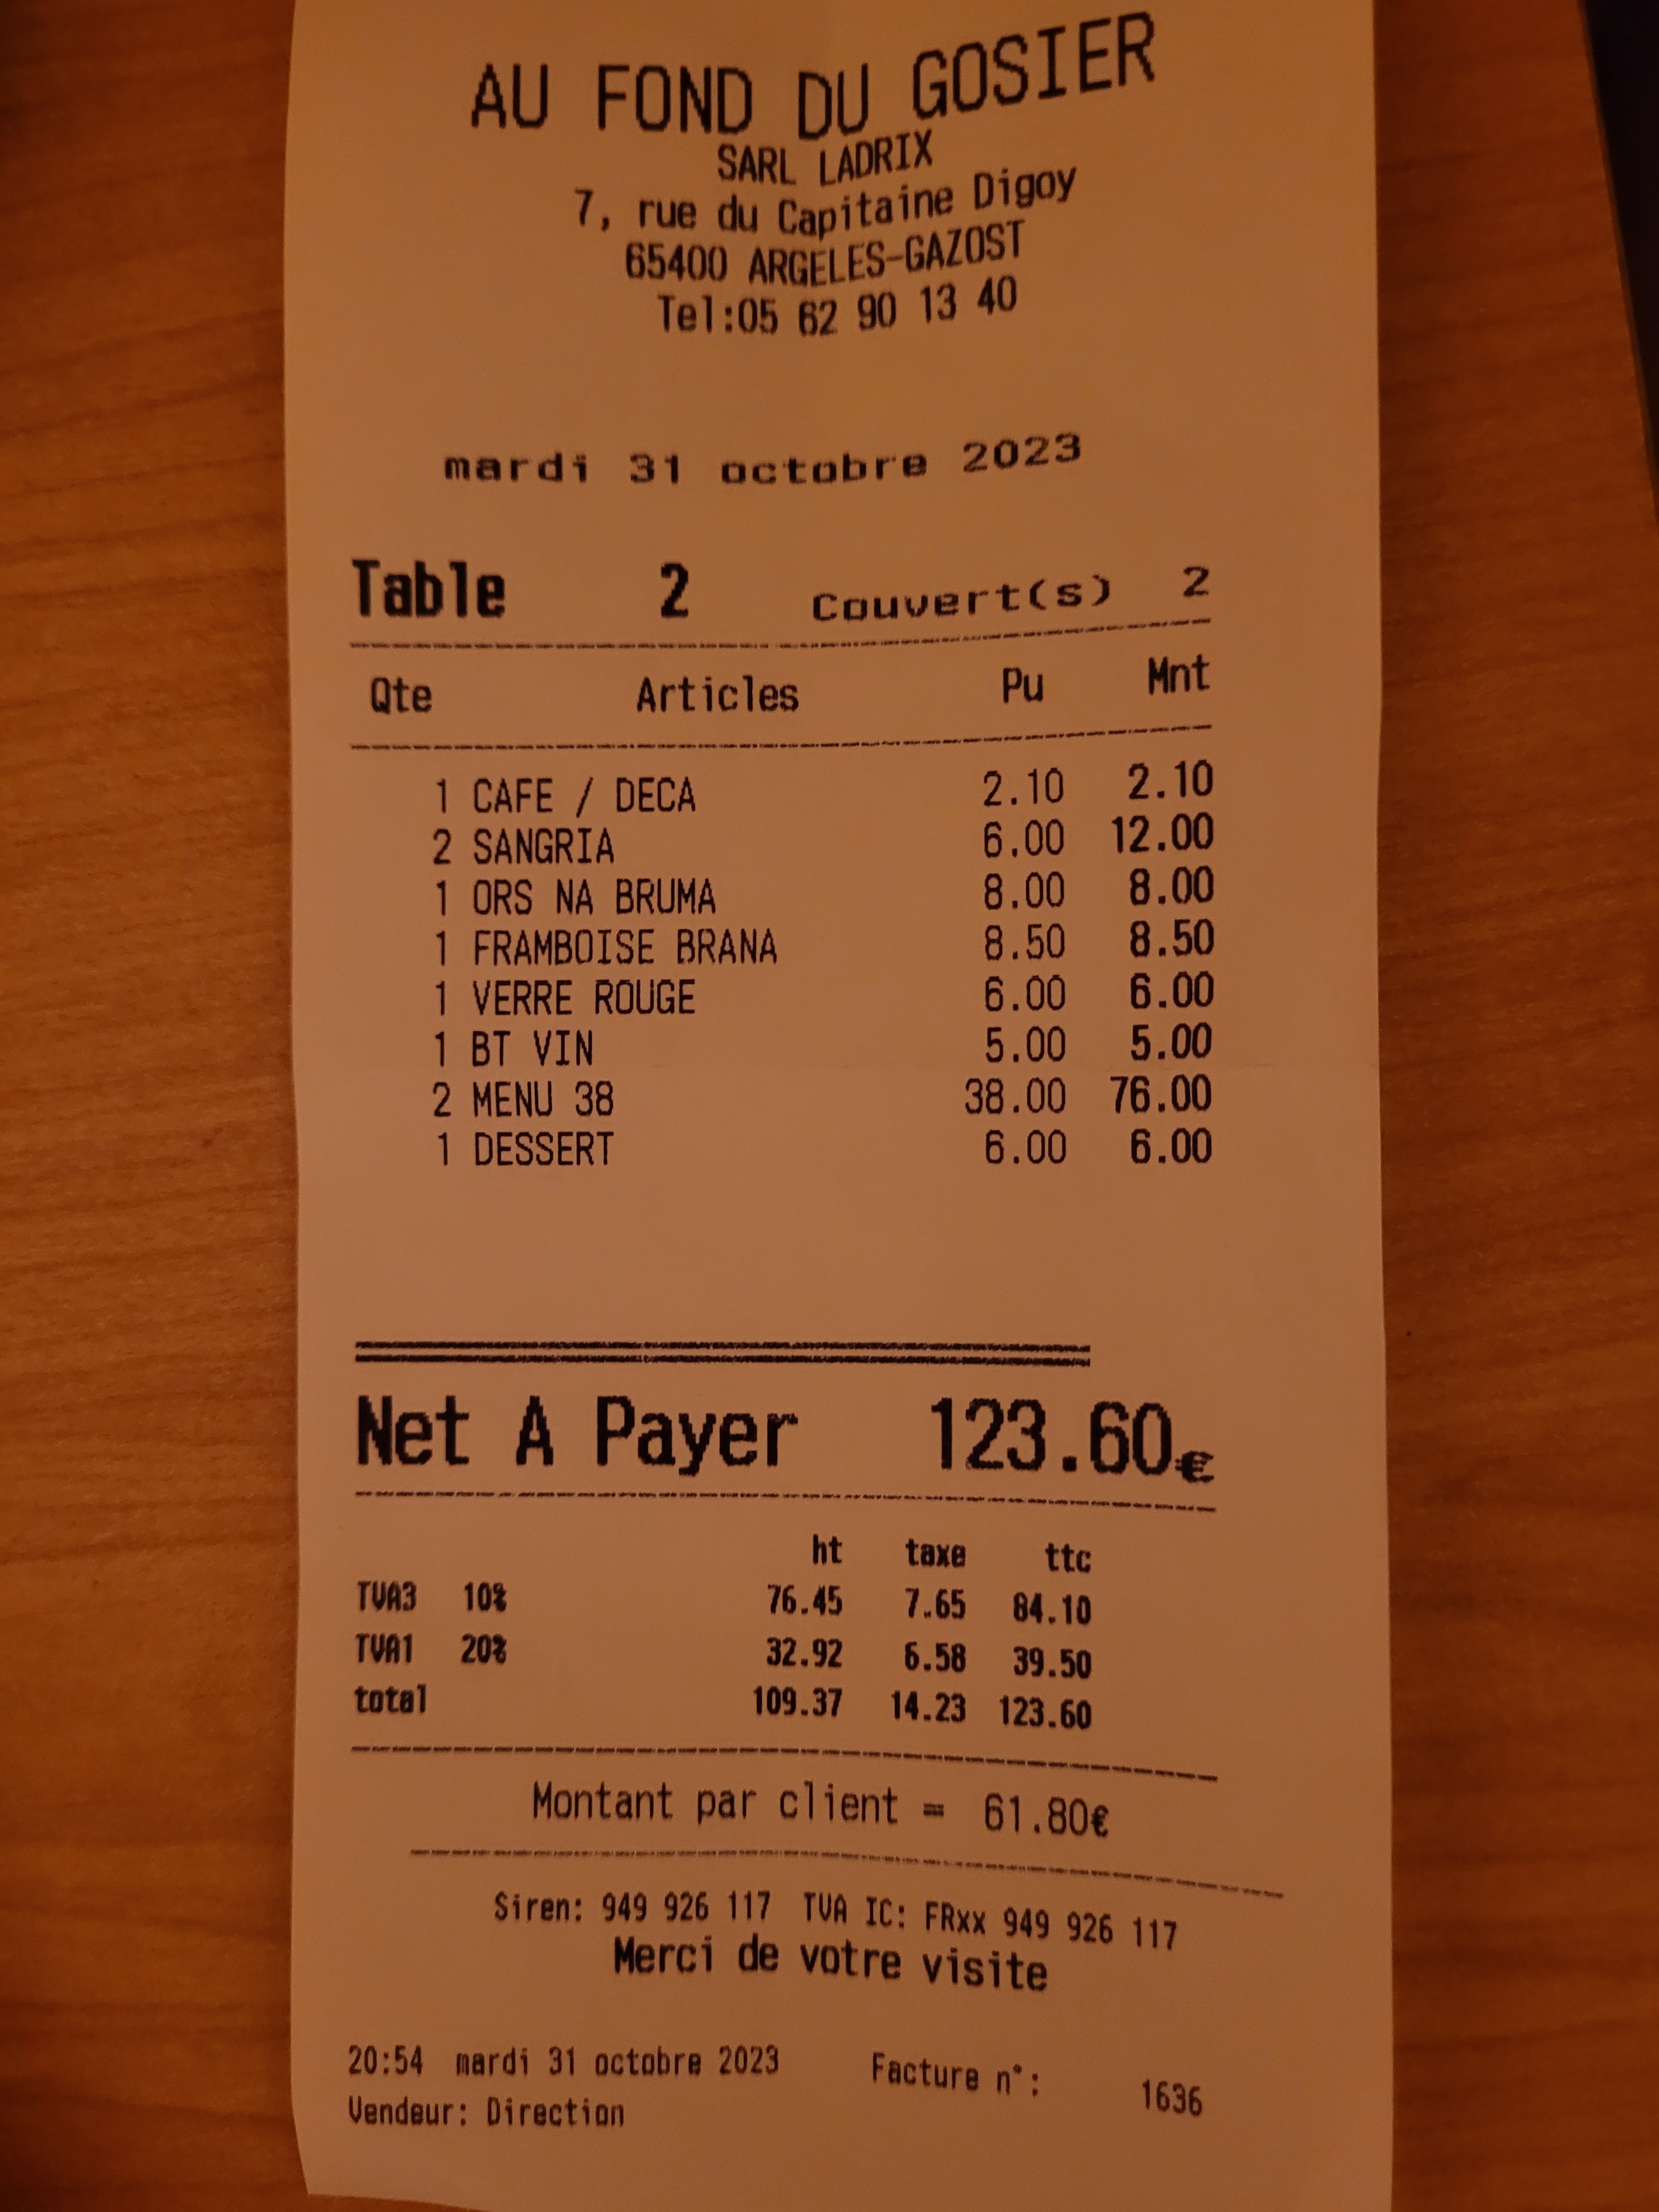 AU FOND DU GOSIER
SARL LADRIX
7, rue du Capitaine Digoy
65400 ARGELES-GAZOST
Tel:05 62 90 13 40
mardi 31 octobre 2023
Table 2 Couvert(s) 2
Qte Articles Pu Mnt
1 CAFE / DECA 2.10 2.10
2 SANGRIA 6.00 12.00
1 ORS NA BRUMA 8.00 8.00
1 FRAMBOISE BRANA 8.50 8.50
1 VERRE ROUGE 6.00 6.00
1 BT VIN 5.00 5.00
2 MENU 38 38.00 76.00
1 DESSERT 6.00 6.00
Net A Payer 123.60€
ht taxe ttc
TVA3 10% 76.45 7.65 84.10
TVA1 20% 32.92 6.58 39.50
total 109.37 14.23 123.60
Montant par client = 61.80€
Siren: 949 926 117 TVA IC: FRxx 949 926 117
Merci de votre visite
20:54 mardi 31 octobre 2023 Facture n°: 1636
Vendeur: Direction